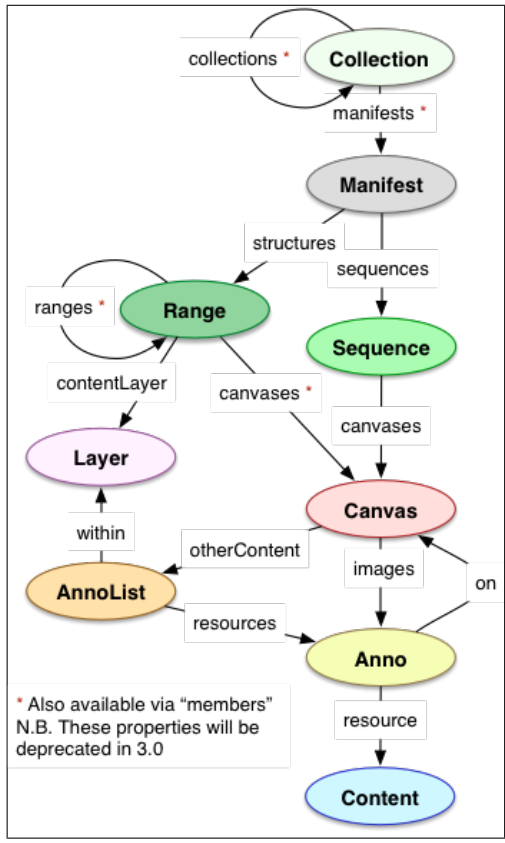 collections *
Collection
manifests *
Manifest
structures
sequences
ranges *
Range
Sequence
contentLayer
canvases *
canvases
Layer
Canvas
within
otherContent
images
on
AnnoList
resources
Anno
* Also available via “members”
N.B. These properties will be
deprecated in 3.0
resource
Content